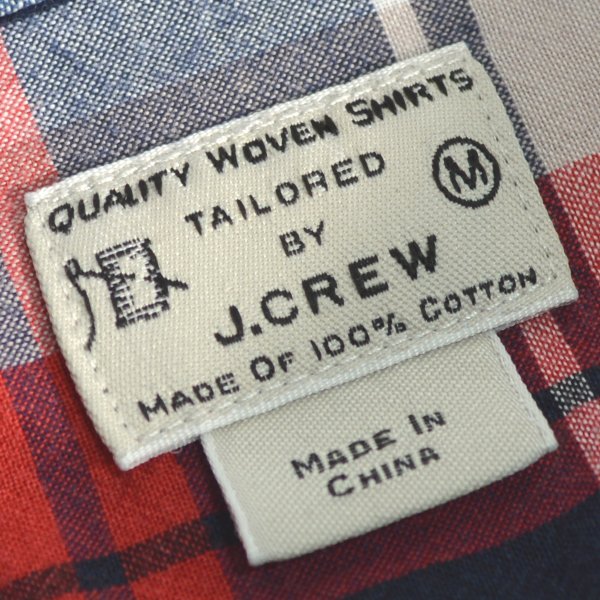 QUALITY WOVEN SHIRTS
TAILORED
M
BY
J.CREW
MADE OF 100% COTTON
MADE IN
CHINA